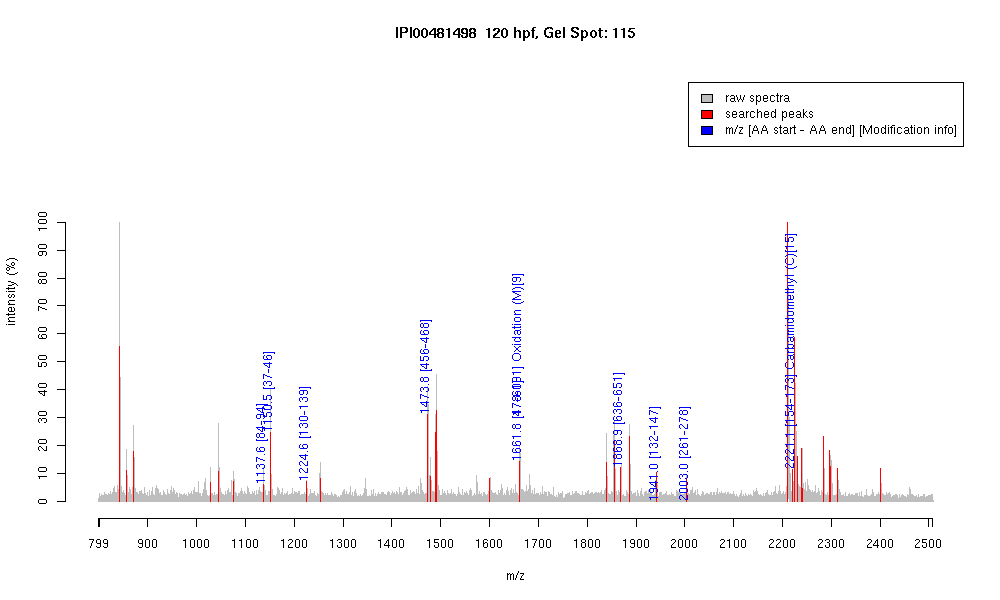 IPI00481498 120 hpf, Gel Spot: 115
raw spectra
searched peaks
m/z [AA start - AA end] [Modification info]
intensity (%)
100
90
80
70
60
50
40
30
20
10
0
1137.6 [84-94]
1150.5 [37-46]
1224.6 [130-139]
1473.8 [456-468]
1661.8
Oxidation (M)[9]
1868.9 [636-651]
1941.0 [132-147]
2003.0 [261-278]
2221.1 [154-173] Carbamidomethyl (C)[15]
799 900 1000 1100 1200 1300 1400 1500 1600 1700 1800 1900 2000 2100 2200 2300 2400 2500
m/z